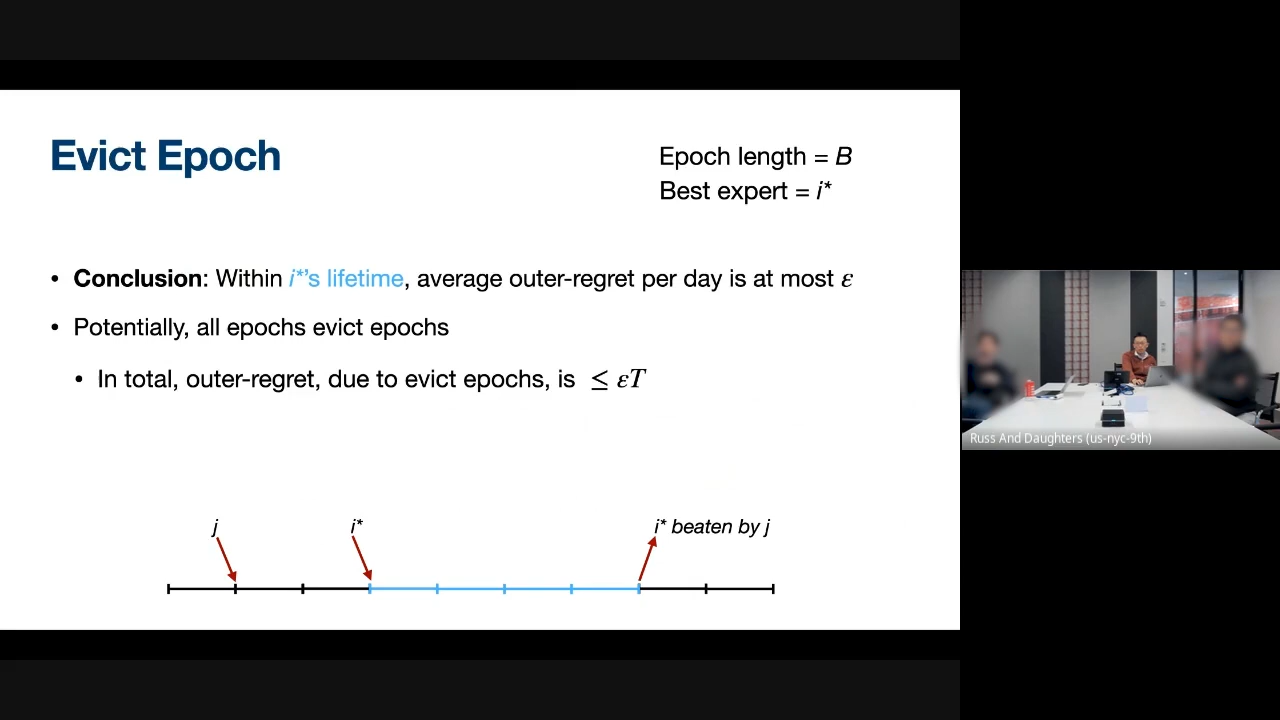 Evict Epoch
Epoch length = B
Best expert = i*
• Conclusion: Within i*'s lifetime, average outer-regret per day is at most ε
• Potentially, all epochs evict epochs
• In total, outer-regret, due to evict epochs, is ≤ εT
j
i*
i* beaten by j
Russ And Daughters (us-nyc-9th)